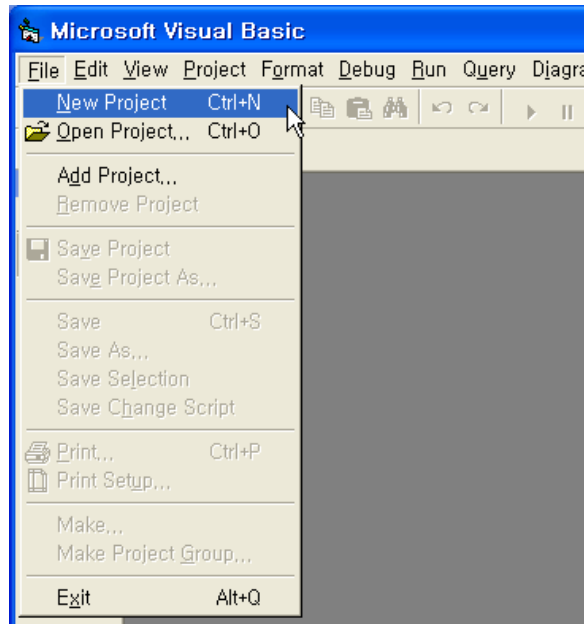 Microsoft Visual Basic
File Edit View Project Format Debug Run Query Diagra
New Project Ctrl+N
Open Project... Ctrl+O
Add Project...
Remove Project
Save Project
Save Project As...
Save Ctrl+S
Save As...
Save Selection
Save Change Script
Print... Ctrl+P
Print Setup...
Make...
Make Project Group...
Exit Alt+Q